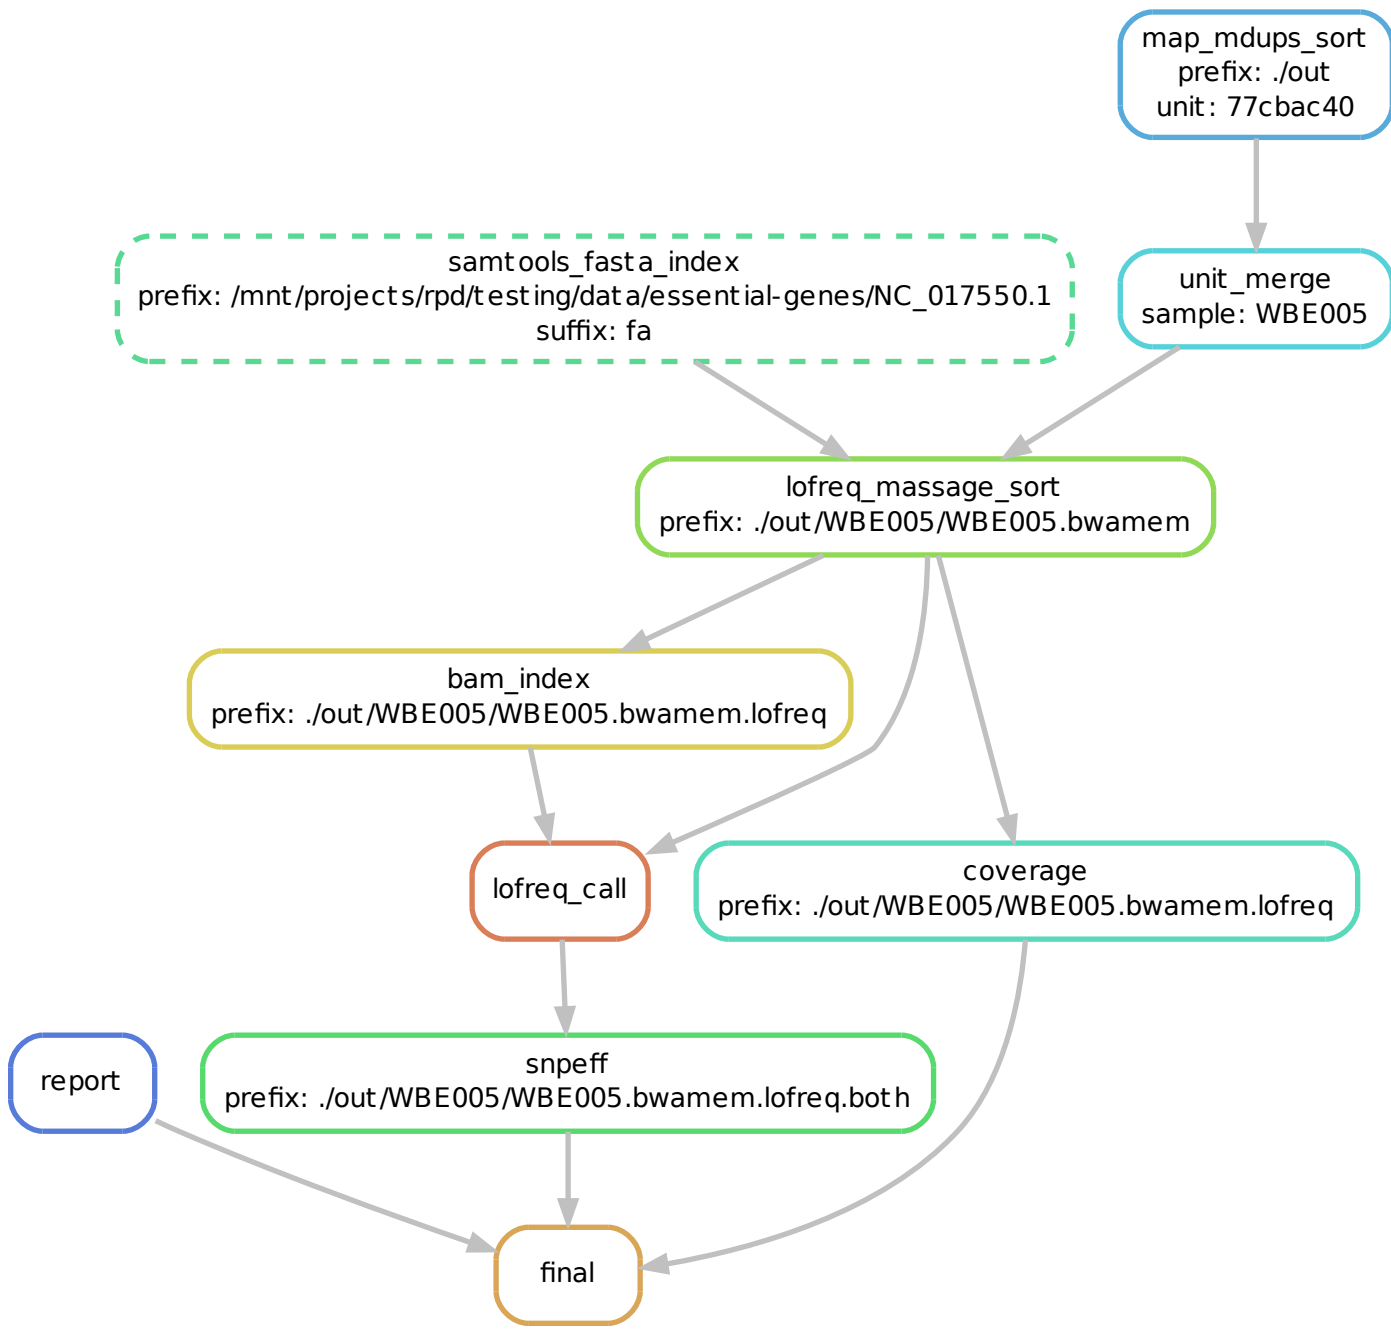 map_mdups_sort
prefix: ./out
unit: 77cbac40
samtools_fasta_index
prefix: /mnt/projects/rpd/testing/data/essential-genes/NC_017550.1
suffix: fa
unit_merge
sample: WBE005
lofreq_massage_sort
prefix: ./out/WBE005/WBE005.bwamem
bam_index
prefix: ./out/WBE005/WBE005.bwamem.lofreq
lofreq_call
coverage
prefix: ./out/WBE005/WBE005.bwamem.lofreq
report
snpeff
prefix: ./out/WBE005/WBE005.bwamem.lofreq.both
final